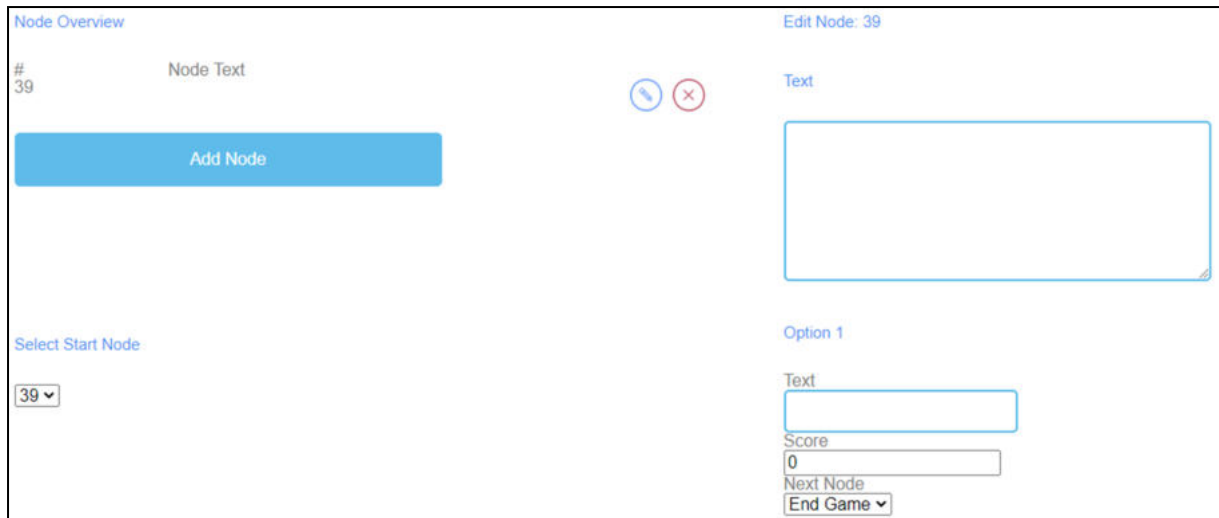 Node Overview
# Node Text
39
Add Node
Select Start Node
39
Edit Node: 39
Text
Option 1
Text
Score
0
Next Node
End Game